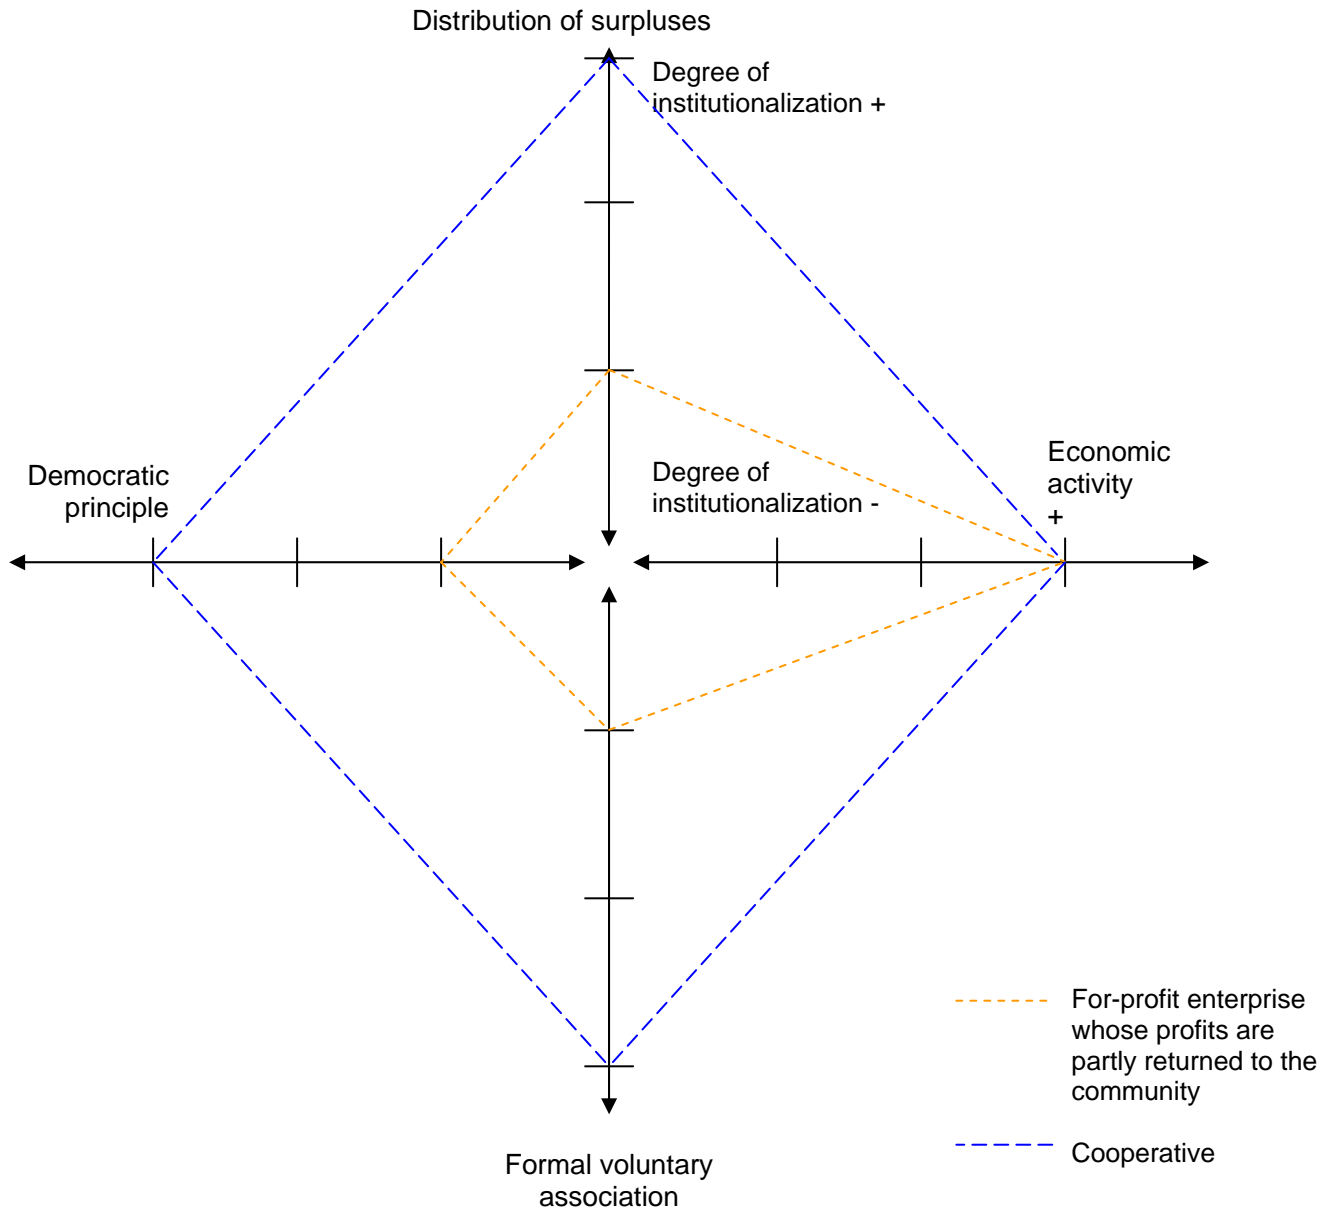 Distribution of surpluses
Degree of
institutionalization +
Democratic
principle
Degree of
institutionalization -
Economic
activity
+
For-profit enterprise
whose profits are
partly returned to the
community
Cooperative
Formal voluntary
association